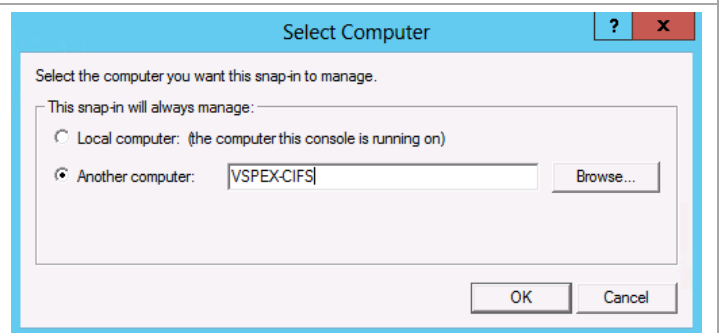 Select Computer
?
x
Select the computer you want this snap-in to manage.
This snap-in will always manage:
Local computer: (the computer this console is running on)
Another computer: VSPEX-CIFS Browse...
OK Cancel